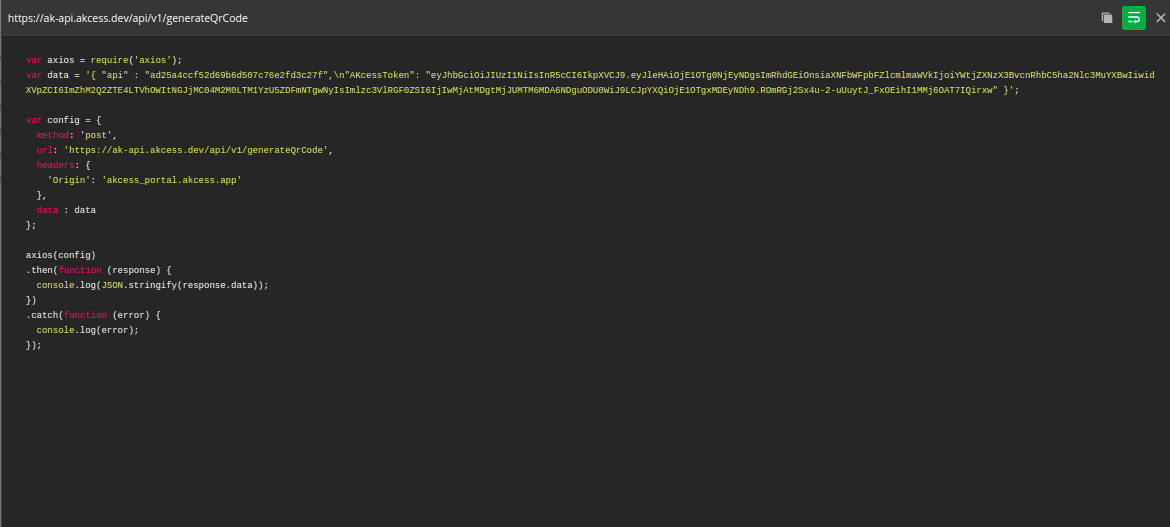 https://ak-api.akcess.dev/api/v1/generateQrCode
var axios = require('axios');
var data = '{ "api" : "ad25a4ccf52d69b6d507c76e2fd3c27f",\n"AKcessToken": "eyJhbGciOiJIUzI1NiIsInR5cCI6IkpXVCJ9.eyJleHAiOjE1OTg0NjEyNDgsImRhdGEiOnsiaXNFbWFpbFZlcmlmaWVkIjoiYWtjZXNzX3BvcnRhbC5ha2Nlc3MuYXBwIiwid
XVpZCI6ImZhM2Q2ZTE4LTVhOWItNGJjMC04M2M0LTM1YzU5ZDFmNTgwNyIsImlzc3VlRGF0ZSI6IjIwMjAtMDgtMjJUMTM6MDA6NDguODU0WiJ9LCJpYXQiOjE1OTgxMDEyNDh9.ROmRGj2Sx4u-2-uUuytJ_FxOEihI1MMj6OAT7IQirxw" }';
var config = {
method: 'post',
url: 'https://ak-api.akcess.dev/api/v1/generateQrCode',
headers: {
'Origin': 'akcess_portal.akcess.app'
},
data : data
};
axios(config)
.then(function (response) {
console.log(JSON.stringify(response.data));
})
.catch(function (error) {
console.log(error);
});